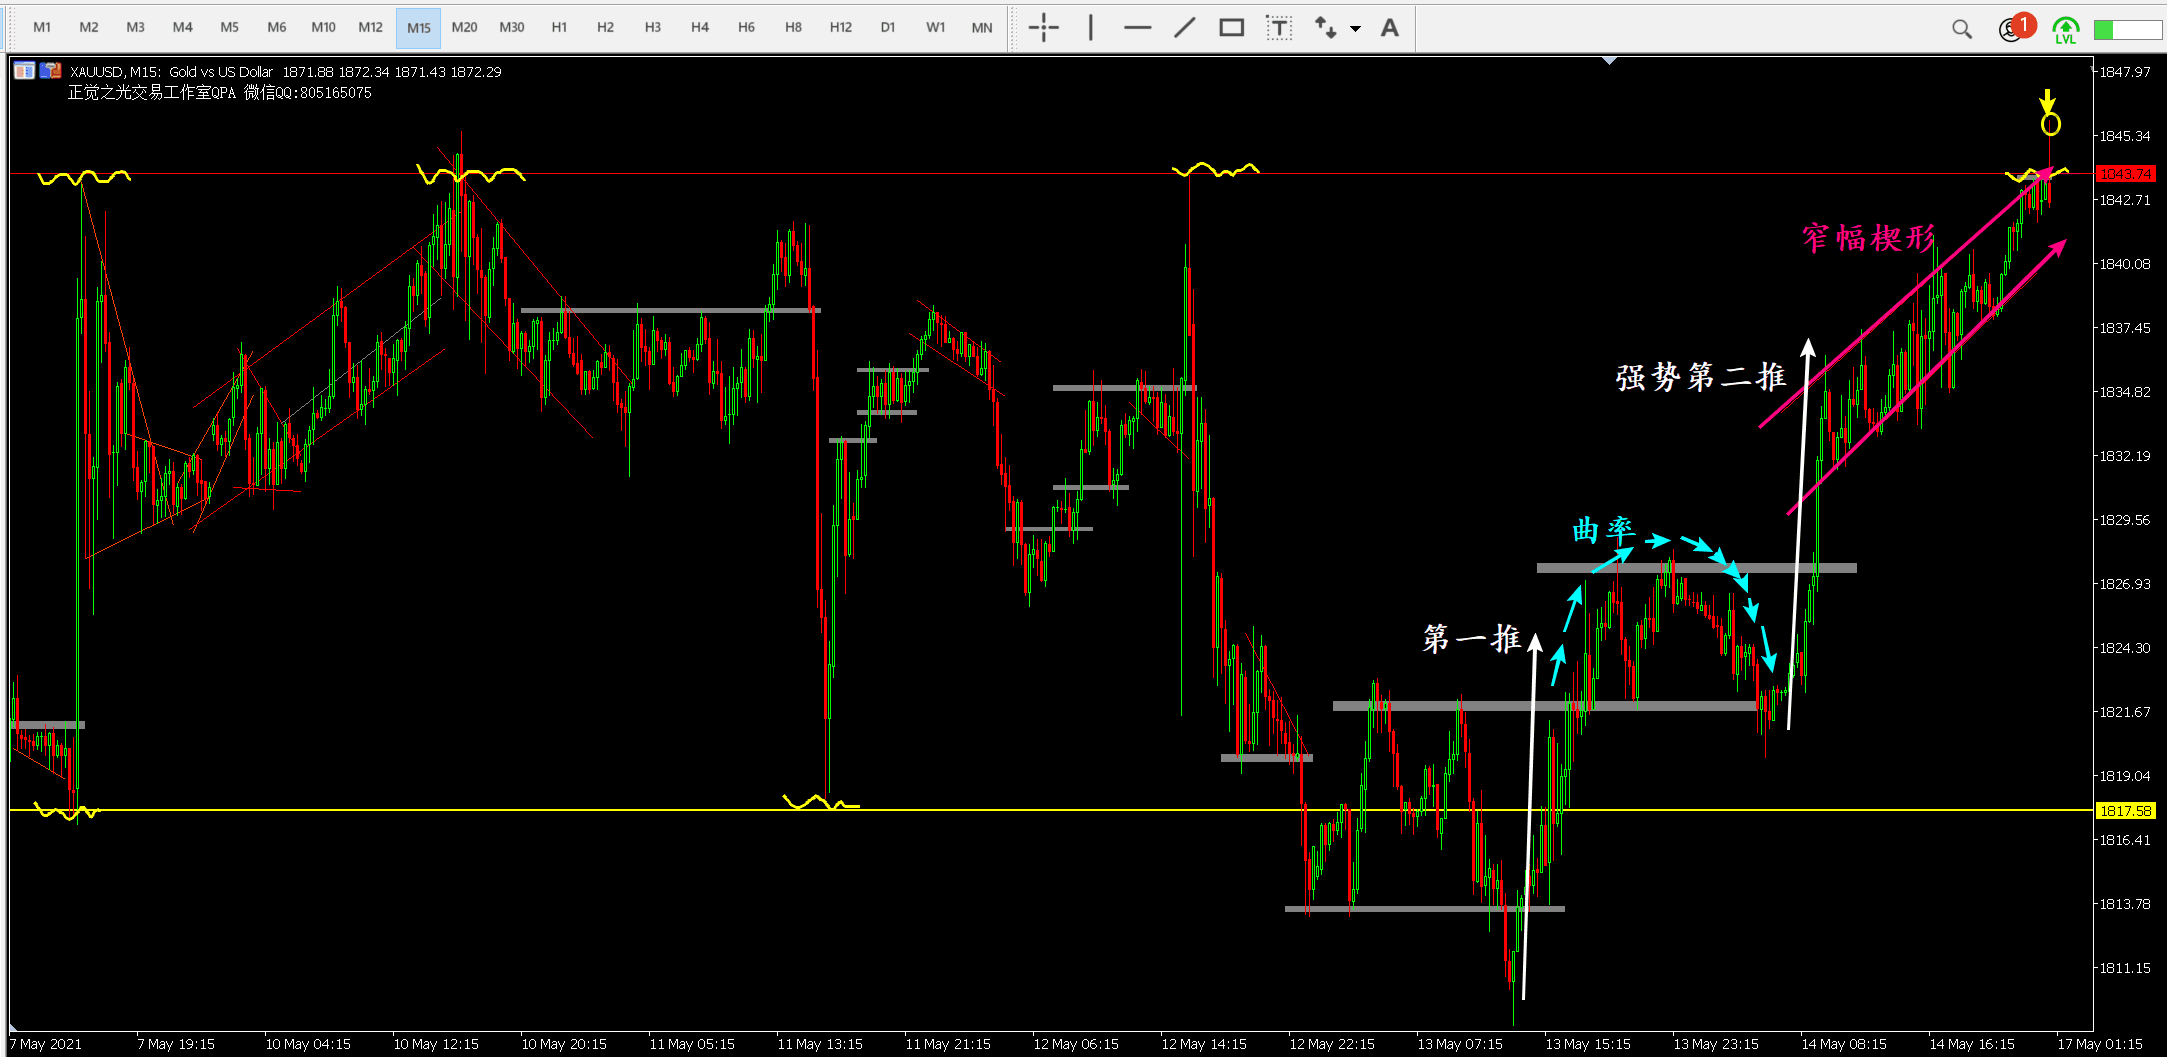 M1 M2 M3 M4 M5 M6 M10 M12 M15 M20 M30 H1 H2 H3 H4 H6 H8 H12 D1 W1 MN T A 1 LVL
XAUUSD, M15: Gold vs US Dollar 1871.88 1872.34 1871.43 1872.29
正觉之光交易工作室QPA 微信QQ:805165075
1847.97
1845.34
1843.74
1842.71
窄幅楔形
1840.08
1837.45
强势第二推
1834.82
1832.19
1829.56
曲率
1826.93
第一推
1824.30
1821.67
1819.04
1817.58
1816.41
1813.78
1811.15
7 May 2021 7 May 19:15 10 May 04:15 10 May 12:15 10 May 20:15 11 May 05:15 11 May 13:15 11 May 21:15 12 May 06:15 12 May 14:15 12 May 22:15 13 May 07:15 13 May 15:15 13 May 23:15 14 May 08:15 14 May 16:15 17 May 01:15